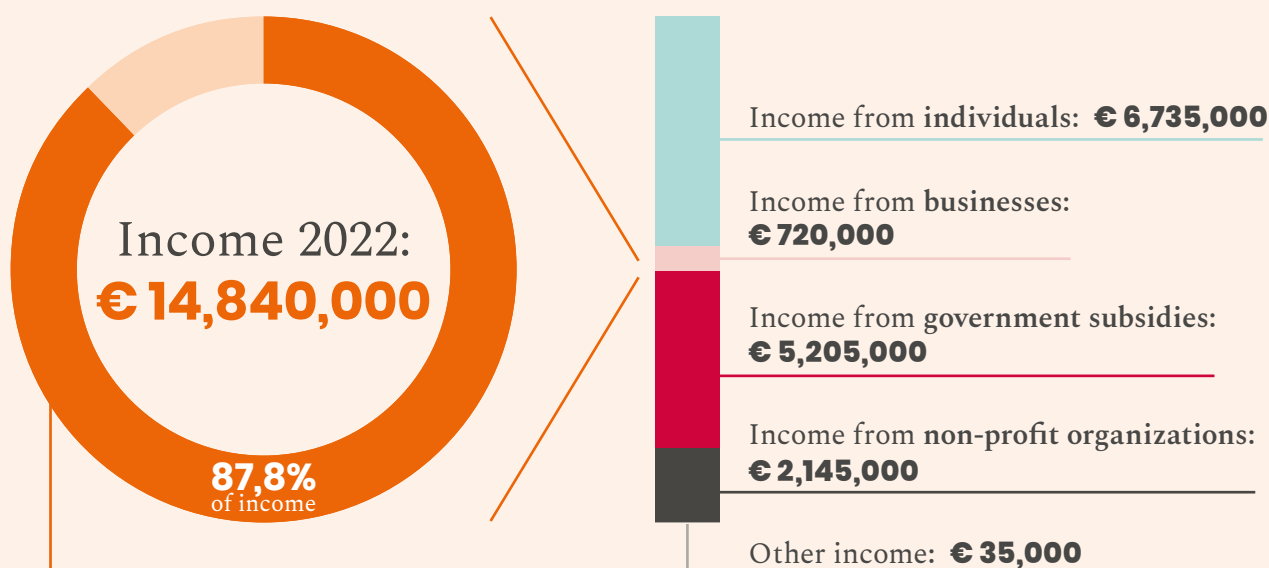 Income 2022:
€ 14,840,000
87,8%
of income
Income from individuals: € 6,735,000
Income from businesses:
€ 720,000
Income from government subsidies:
€ 5,205,000
Income from non-profit organizations:
€ 2,145,000
Other income: € 35,000